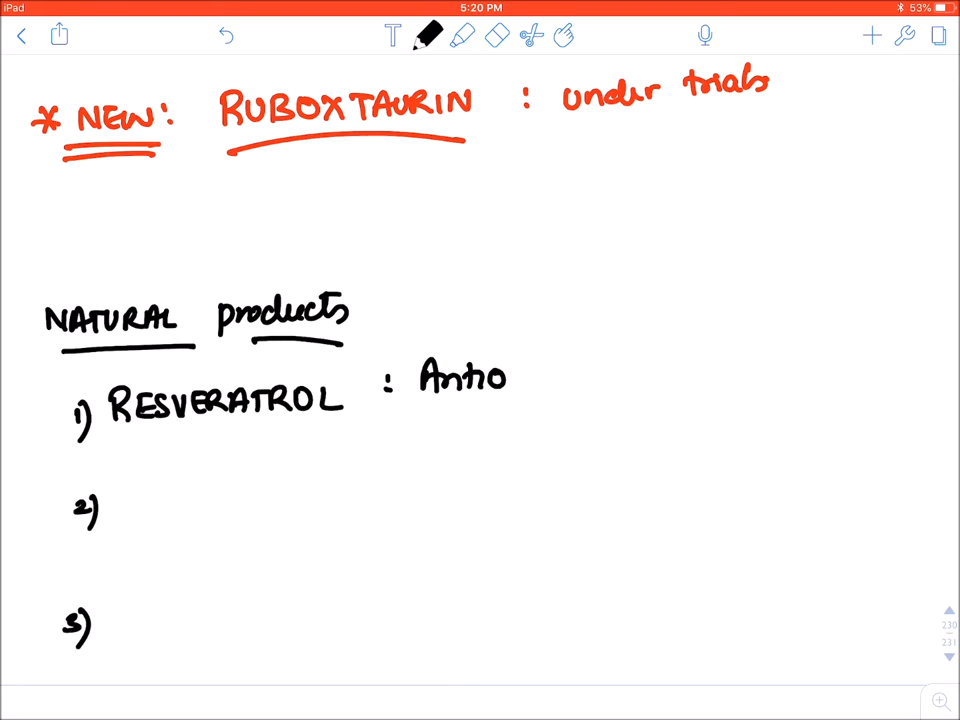 iPad 5:20 PM 53%
T
* NEW: RUBOXTAURIN : under trials
NATURAL products
1) RESVERATROL : Antio
2)
3)
230
231